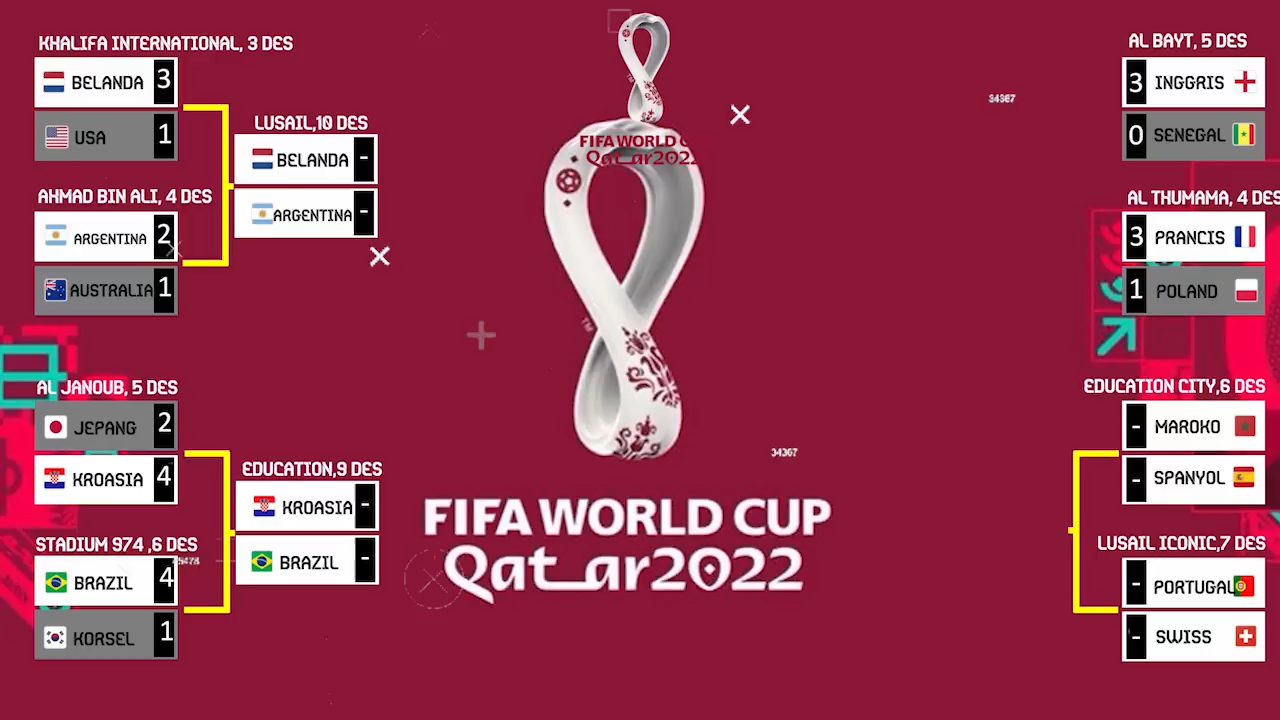 KHALIFA INTERNATIONAL, 3 DES
BELANDA 3
USA 1
AHMAD BIN ALI, 4 DES
ARGENTINA 2
AUSTRALIA 1
LUSAIL,10 DES
BELANDA -
ARGENTINA -
AL JANOUB, 5 DES
JEPANG 2
KROASIA 4
STADIUM 974 ,6 DES
BRAZIL 4
KORSEL 1
EDUCATION,9 DES
KROASIA -
BRAZIL -
FIFA WORLD C
Qatar2022
TM
34367
34367
FIFA WORLD CUP
Qatar2022
AL BAYT, 5 DES
3 INGGRIS
0 SENEGAL
AL THUMAMA, 4 DES
3 PRANCIS
1 POLAND
EDUCATION CITY,6 DES
- MAROKO
- SPANYOL
LUSAIL ICONIC,7 DES
- PORTUGAL
- SWISS